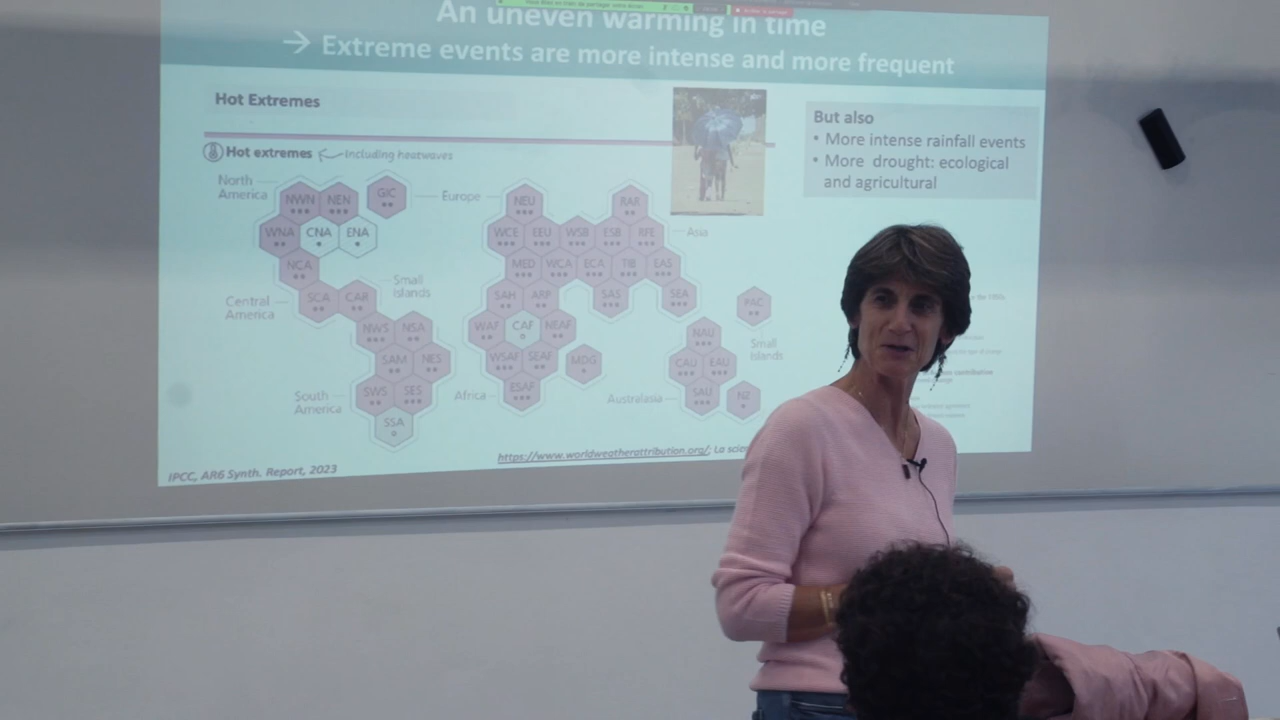 An uneven warming in time
→ Extreme events are more intense and more frequent
Hot Extremes
Hot extremes
including heatwaves
But also
• More intense rainfall events
• More drought: ecological
and agricultural
North
America
NWN NEN GIC
Europe
NEU
RAR
WNA CNA ENA
WCE EEU WSB ESB RFE
Asia
NCA
MED WCA ECA TIB EAS
Small
Islands
Central
America
SCA CAR
SAH ARP
SAS
SEA
PAC
NWS NSA
WAF CAF NEAF
NAU
Small
Islands
SAM NES
WSAF SEAF MDG
CAU EAU
South
America
SWS SES
Africa
ESAF
Australasia
SAU NZ
SSA
https://www.worldweatherattribution.org/; La
IPCC, AR6 Synth. Report, 2023